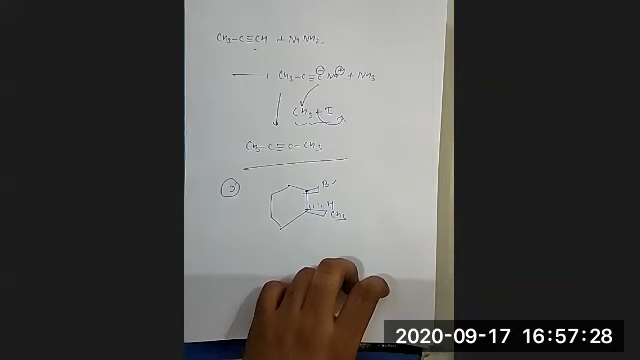 CH₃-C≡CH + NaNH₂
CH₃-C≡C⊖ Na⊕ + NH₃
CH₃-I
CH₃-C≡C-CH₃
2)
Br
H
CH₃
2020-09-17 16:57:28